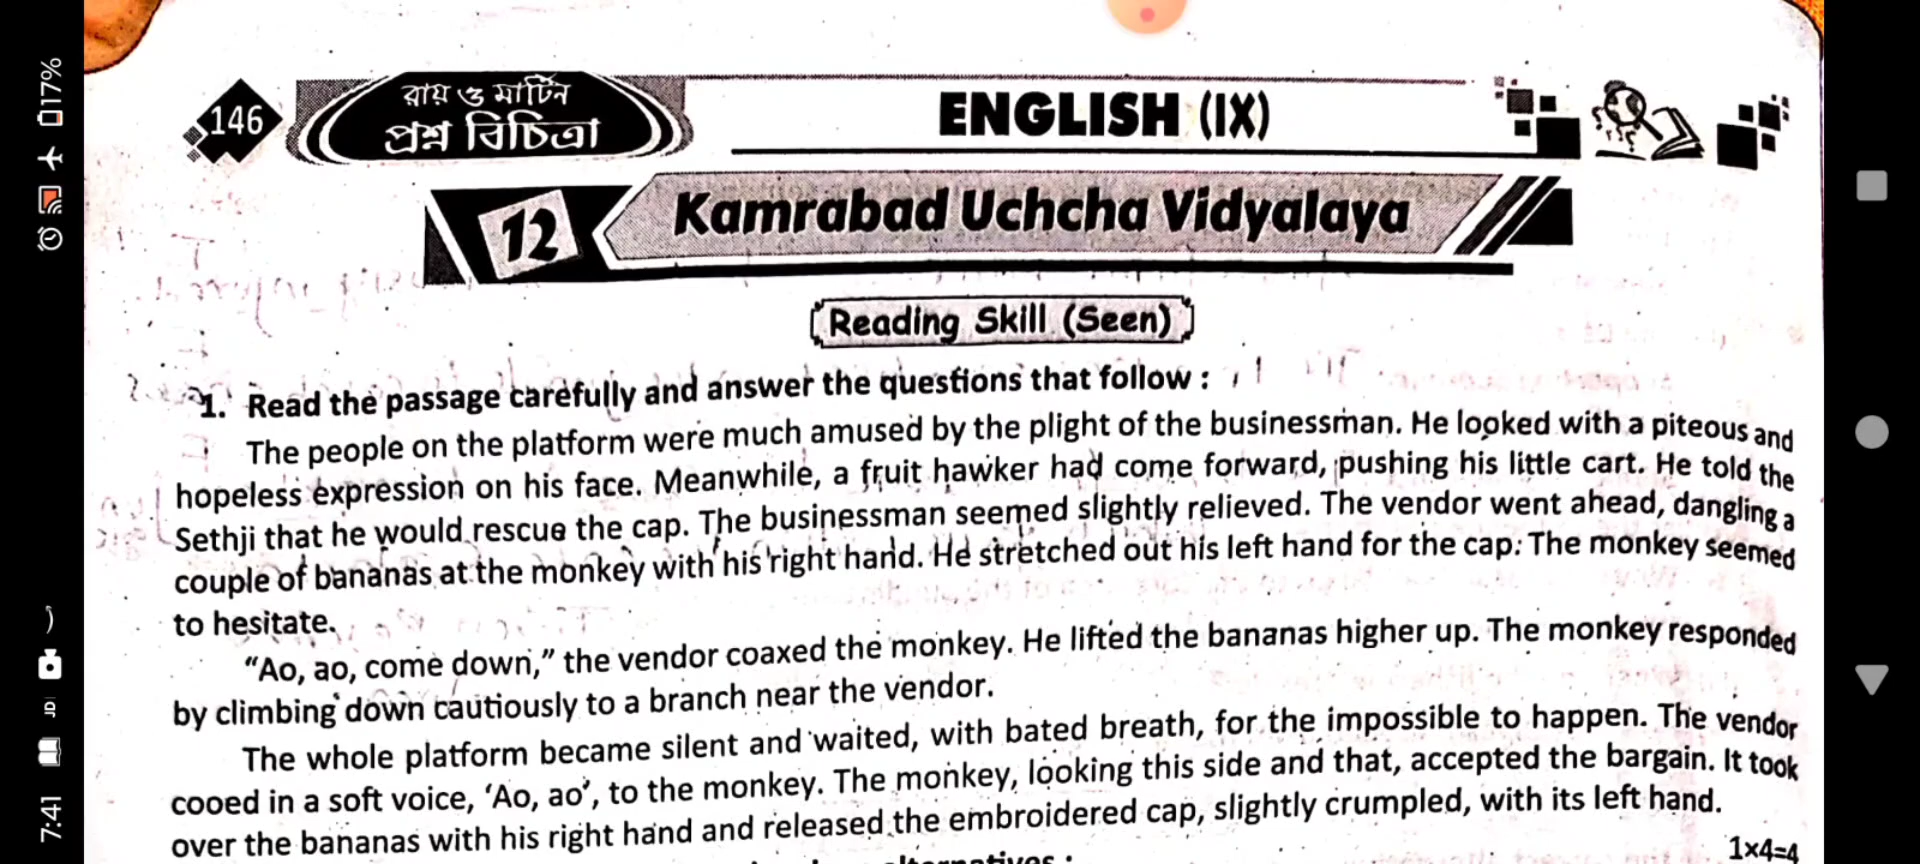 17%
7:41
146
রায় ও মার্টিন
প্রশ্ন বিচিত্রা
ENGLISH (IX)
12
Kamrabad Uchcha Vidyalaya
Reading Skill (Seen)
1. Read the passage carefully and answer the questions that follow :
The people on the platform were much amused by the plight of the businessman. He looked with a piteous and
hopeless expression on his face. Meanwhile, a fruit hawker had come forward, pushing his little cart. He told the
Sethji that he would rescue the cap. The businessman seemed slightly relieved. The vendor went ahead, dangling a
couple of bananas at the monkey with his right hand. He stretched out his left hand for the cap. The monkey seemed
to hesitate.
“Ao, ao, come down,” the vendor coaxed the monkey. He lifted the bananas higher up. The monkey responded
by climbing down cautiously to a branch near the vendor.
The whole platform became silent and waited, with bated breath, for the impossible to happen. The vendor
cooed in a soft voice, ‘Ao, ao’, to the monkey. The monkey, looking this side and that, accepted the bargain. It took
over the bananas with his right hand and released the embroidered cap, slightly crumpled, with its left hand.
1×4=4